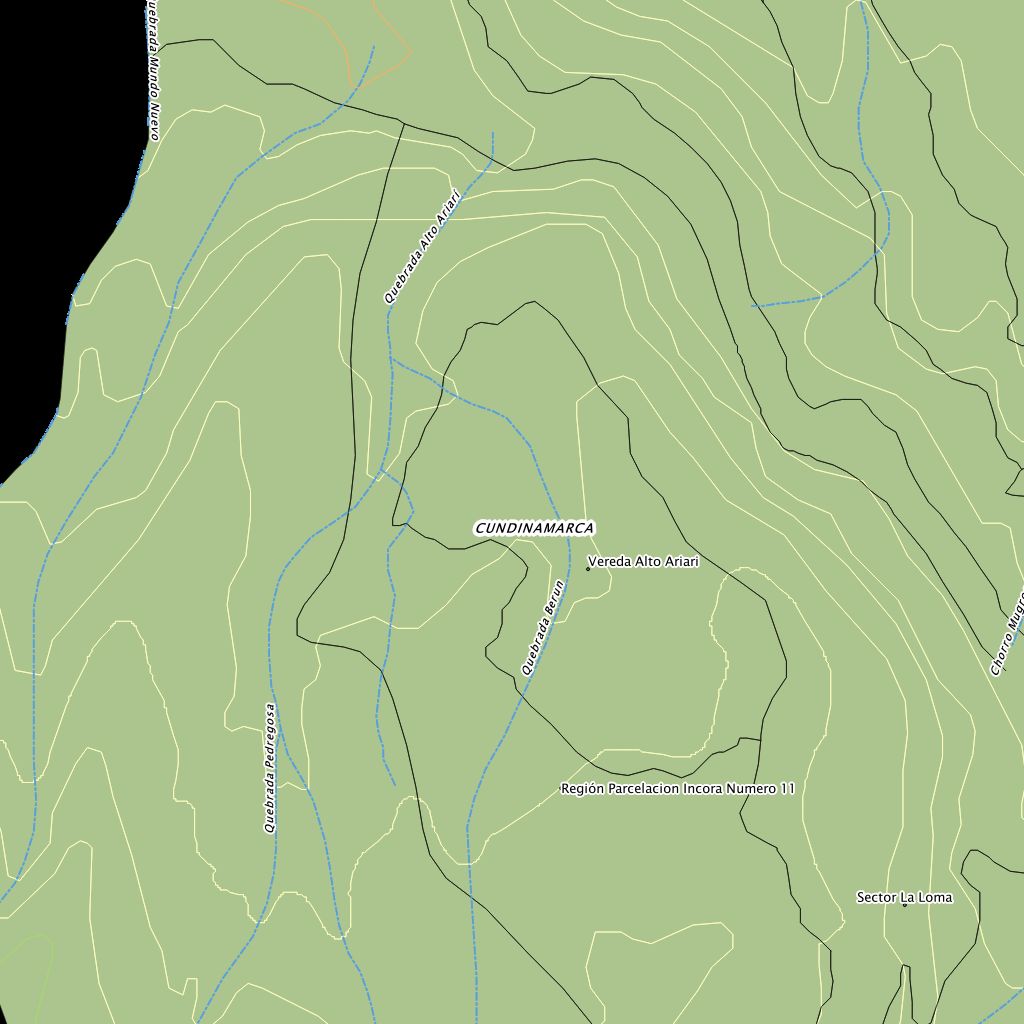 Quebrada Mundo Nuevo
Quebrada Alto Ariari
CUNDINAMARCA
Vereda Alto Ariari
Quebrada Berun
Chorro Mugro
Quebrada Pedregosa
Región Parcelacion Incora Numero 11
Sector La Loma